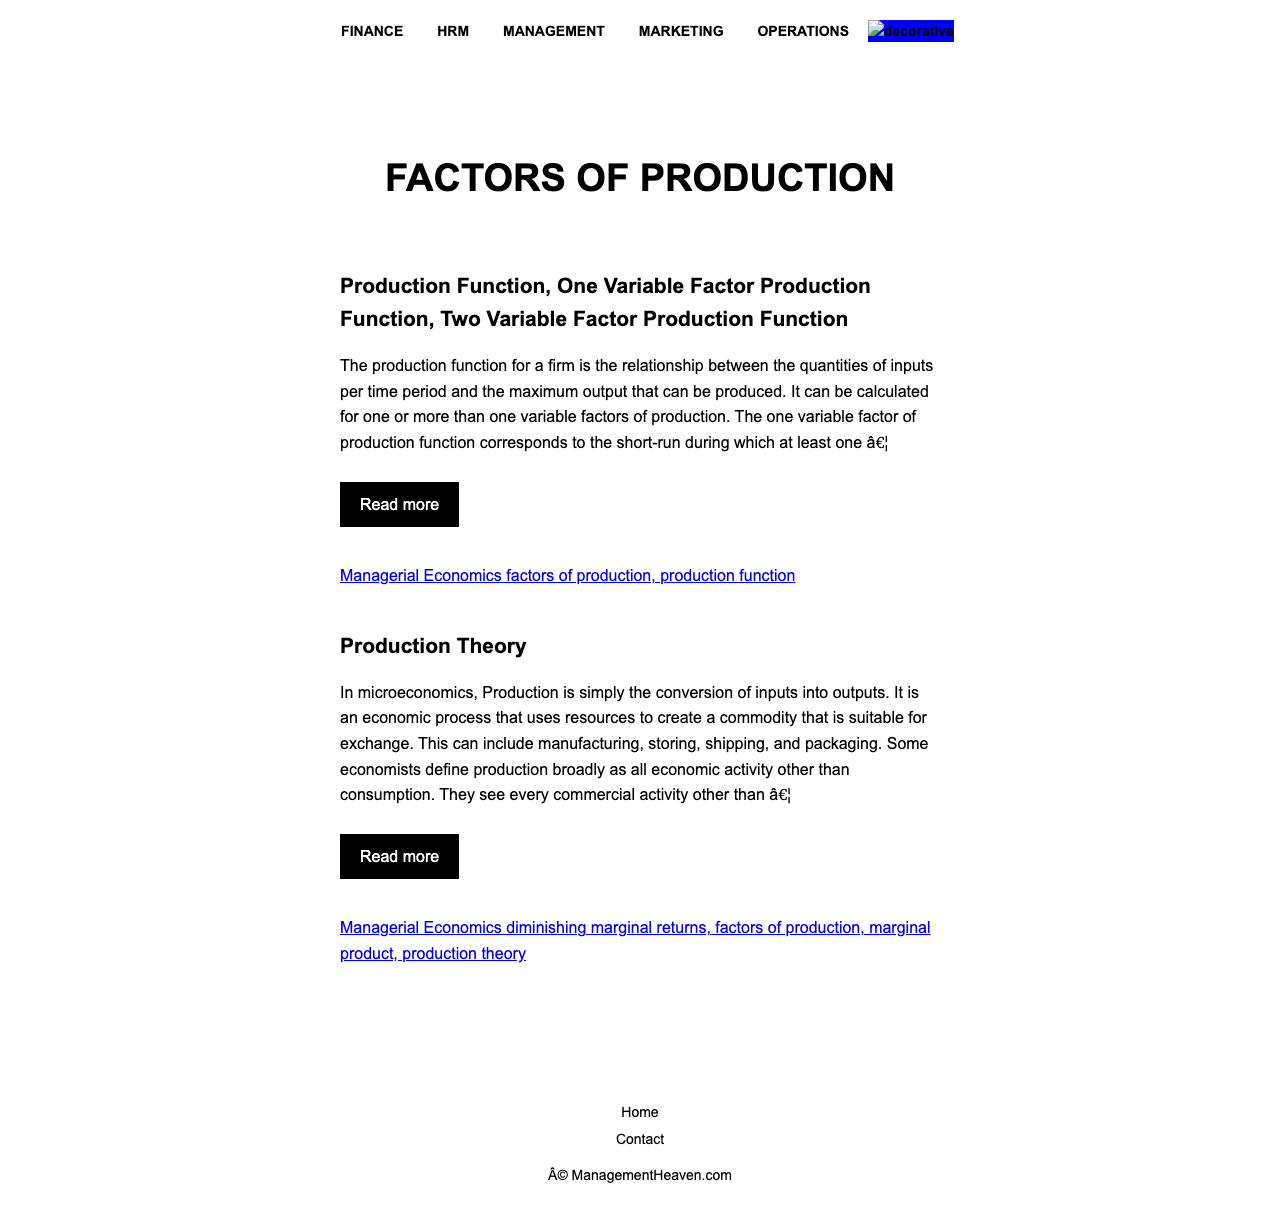 FINANCE HRM MANAGEMENT MARKETING OPERATIONS decorative
FACTORS OF PRODUCTION
Production Function, One Variable Factor Production
Function, Two Variable Factor Production Function
The production function for a firm is the relationship between the quantities of inputs
per time period and the maximum output that can be produced. It can be calculated
for one or more than one variable factors of production. The one variable factor of
production function corresponds to the short-run during which at least one â€¦
Read more
Managerial Economics factors of production, production function
Production Theory
In microeconomics, Production is simply the conversion of inputs into outputs. It is
an economic process that uses resources to create a commodity that is suitable for
exchange. This can include manufacturing, storing, shipping, and packaging. Some
economists define production broadly as all economic activity other than
consumption. They see every commercial activity other than â€¦
Read more
Managerial Economics diminishing marginal returns, factors of production, marginal
product, production theory
Home
Contact
Â© ManagementHeaven.com